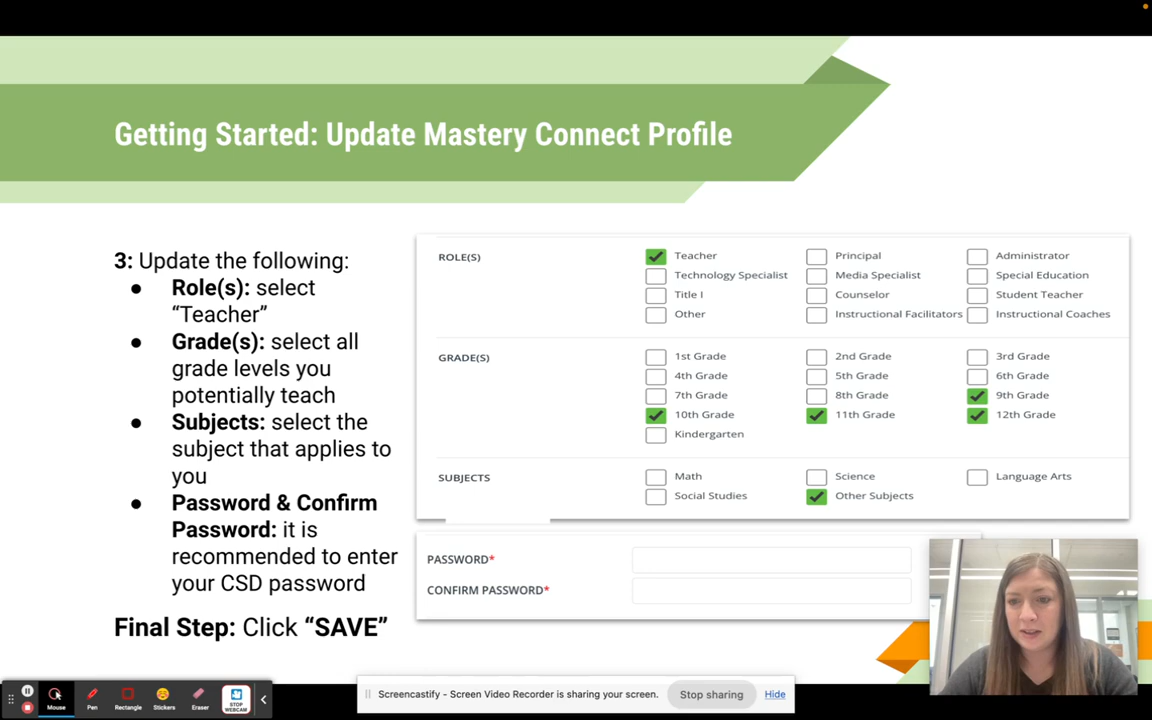 Getting Started: Update Mastery Connect Profile
3: Update the following:
● Role(s): select
“Teacher”
● Grade(s): select all
grade levels you
potentially teach
● Subjects: select the
subject that applies to
you
● Password & Confirm
Password: it is
recommended to enter
your CSD password
Final Step: Click “SAVE”
ROLE(S) Teacher Principal Administrator
Technology Specialist Media Specialist Special Education
Title I Counselor Student Teacher
Other Instructional Facilitators Instructional Coaches
GRADE(S) 1st Grade 2nd Grade 3rd Grade
4th Grade 5th Grade 6th Grade
7th Grade 8th Grade 9th Grade
10th Grade 11th Grade 12th Grade
Kindergarten
SUBJECTS Math Science Language Arts
Social Studies Other Subjects
PASSWORD*
CONFIRM PASSWORD*
Mouse Pen Rectangle Stickers Eraser STOP WEBCAM
Screencastify - Screen Video Recorder is sharing your screen. Stop sharing Hide